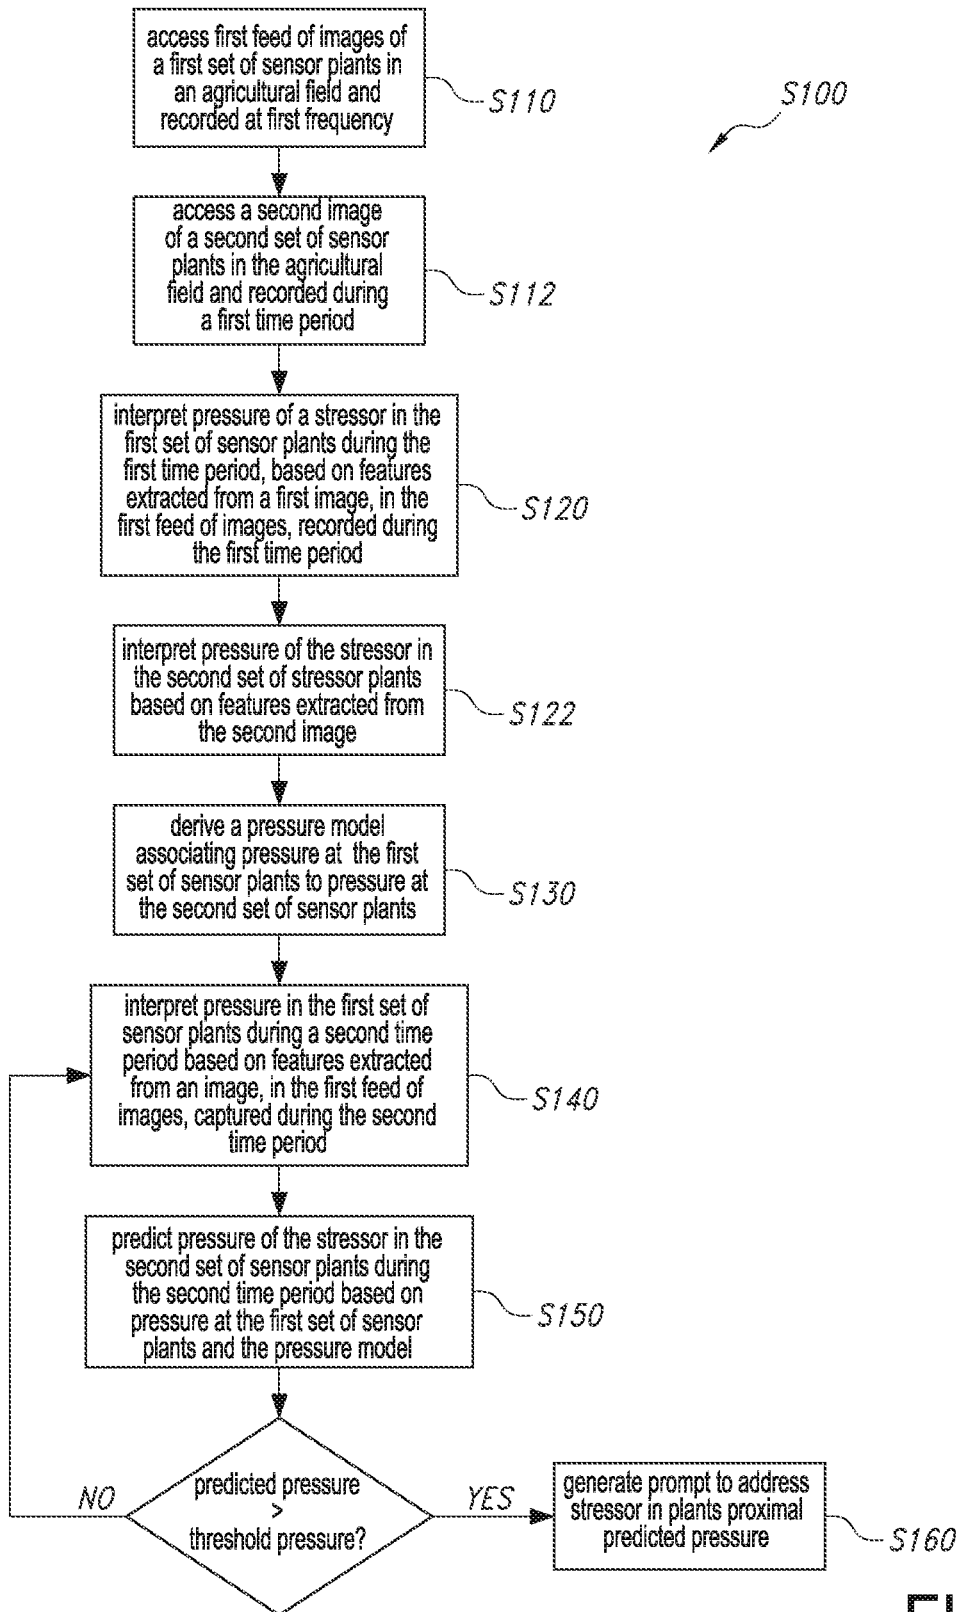 access first feed of images of
a first set of sensor plants in
an agricultural field and
recorded at first frequency
S110
S100
access a second image
of a second set of sensor
plants in the agricultural
field and recorded during
a first time period
S112
interpret pressure of a stressor in the
first set of sensor plants during the
first time period, based on features
extracted from a first image, in the
first feed of images, recorded during
the first time period
S120
interpret pressure of the stressor in
the second set of stressor plants
based on features extracted from
the second image
S122
derive a pressure model
associating pressure at the first
set of sensor plants to pressure at
the second set of sensor plants
S130
interpret pressure in the first set of
sensor plants during a second time
period based on features extracted
from an image, in the first feed of
images, captured during the second
time period
S140
predict pressure of the stressor in the
second set of sensor plants during
the second time period based on
pressure at the first set of sensor
plants and the pressure model
S150
predicted pressure
>
threshold pressure?
NO
YES
generate prompt to address
stressor in plants proximal
predicted pressure
S160